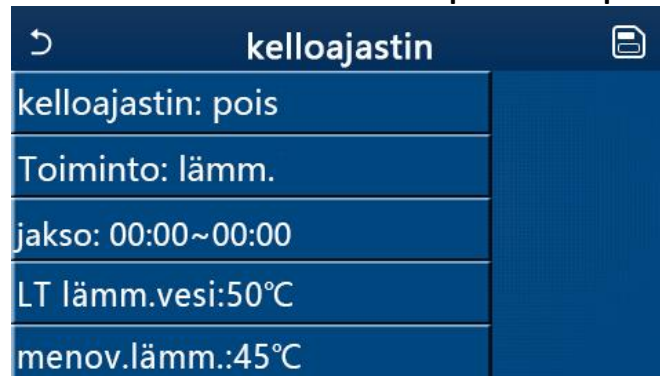 kelloajastin
kelloajastin: pois
Toiminto: lämm.
jakso: 00:00~00:00
LT lämm.vesi:50℃
menov.lämm.:45℃